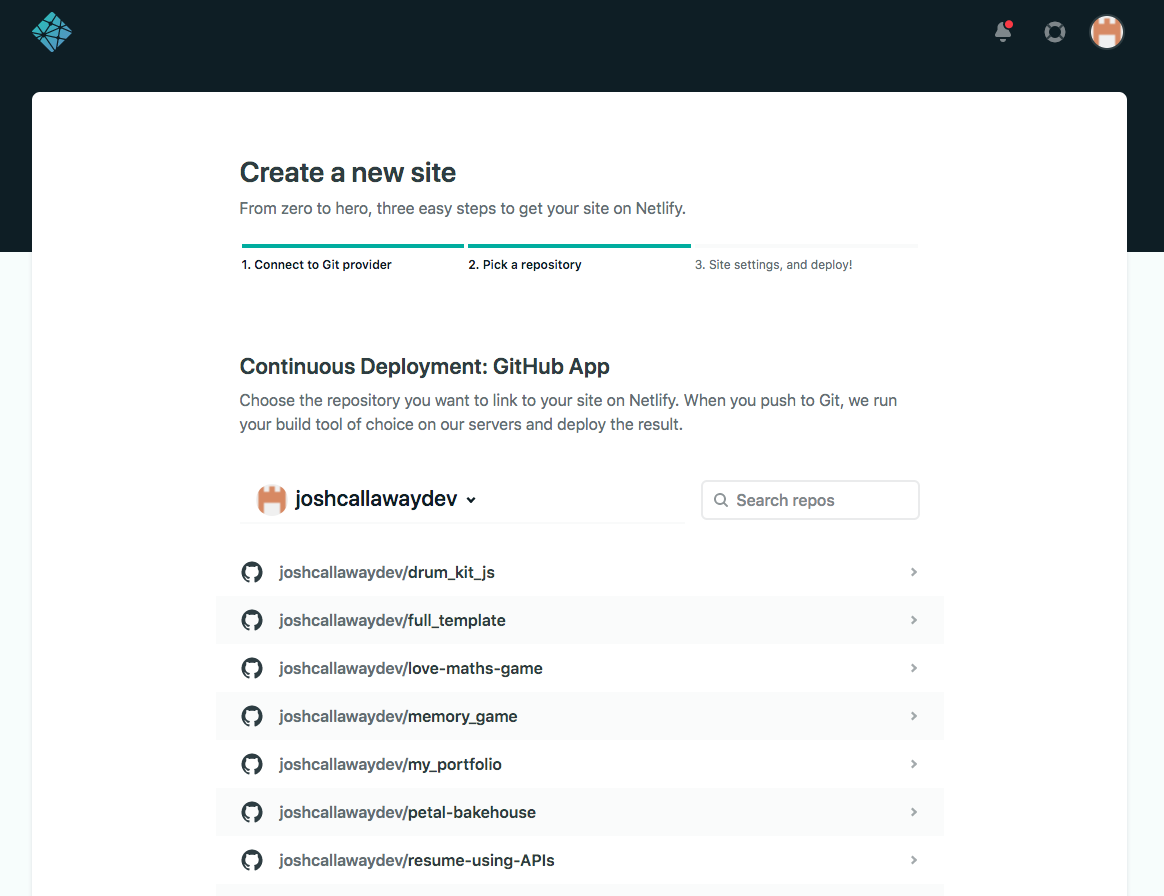 Create a new site
From zero to hero, three easy steps to get your site on Netlify.
1. Connect to Git provider
2. Pick a repository
3. Site settings, and deploy!
Continuous Deployment: GitHub App
Choose the repository you want to link to your site on Netlify. When you push to Git, we run
your build tool of choice on our servers and deploy the result.
joshcallawaydev
Search repos
joshcallawaydev/drum_kit_js
joshcallawaydev/full_template
joshcallawaydev/love-maths-game
joshcallawaydev/memory_game
joshcallawaydev/my_portfolio
joshcallawaydev/petal-bakehouse
joshcallawaydev/resume-using-APIs